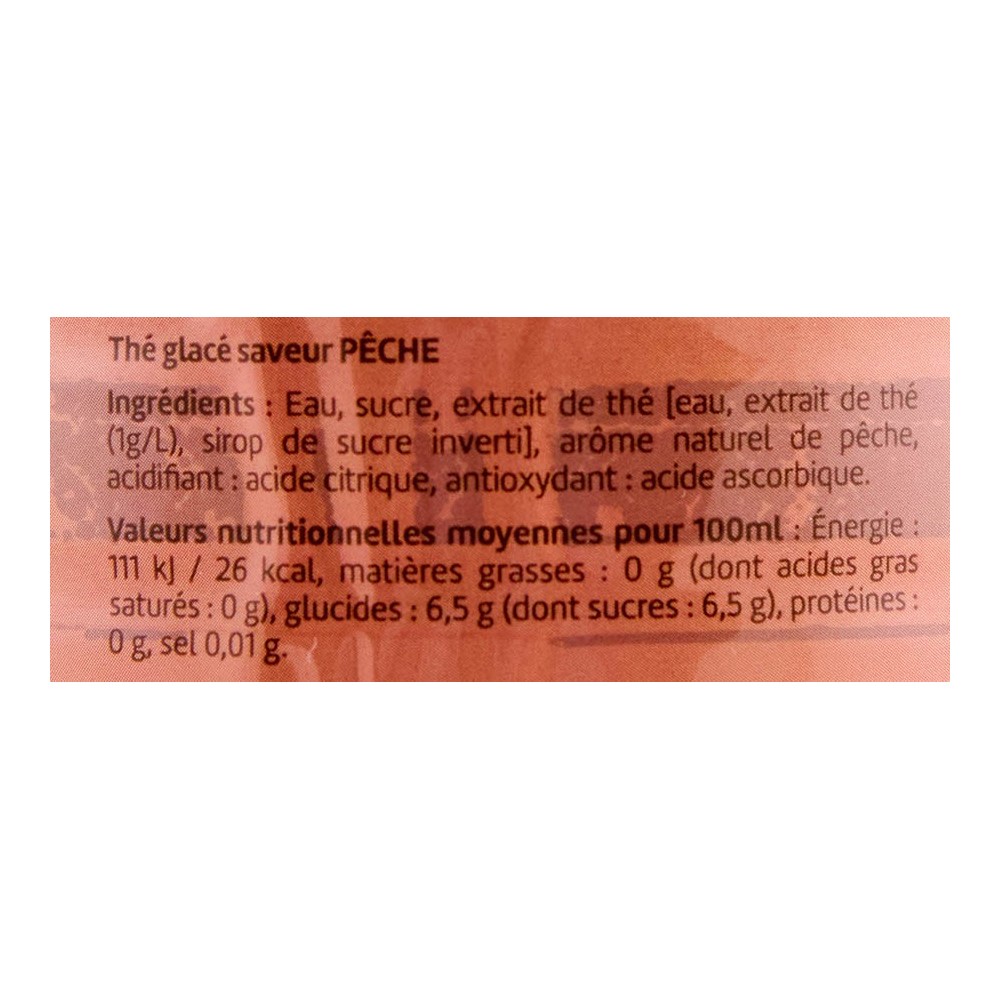 Thé glacé saveur PÊCHE
Ingrédients : Eau, sucre, extrait de thé [eau, extrait de thé
(1g/L), sirop de sucre inverti], arôme naturel de pêche,
acidifiant : acide citrique, antioxydant : acide ascorbique.
Valeurs nutritionnelles moyennes pour 100ml : Énergie :
111 kJ / 26 kcal, matières grasses : 0 g (dont acides gras
saturés : 0 g), glucides : 6,5 g (dont sucres : 6,5 g), protéines :
0 g, sel 0,01 g.